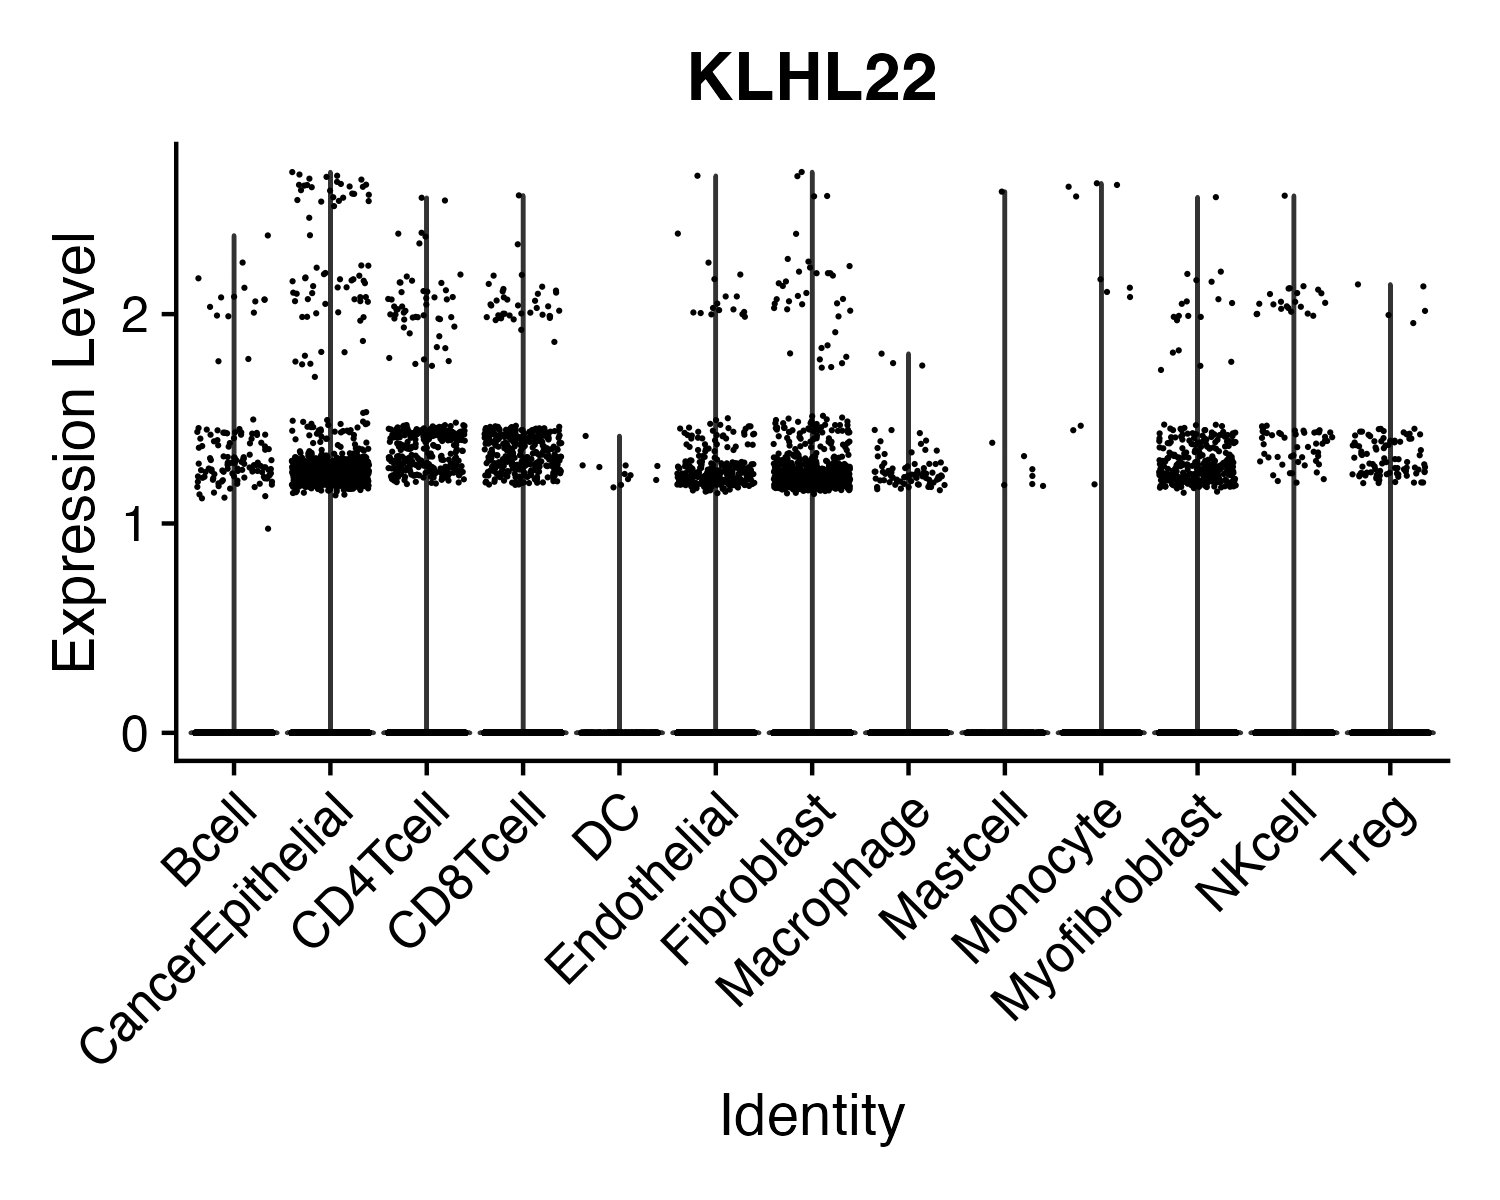 KLHL22
Expression Level
2
1
0
Bcell
CancerEpithelial
CD4Tcell
CD8Tcell
DC
Endothelial
Fibroblast
Macrophage
Mastcell
Monocyte
Myofibroblast
NKcell
Treg
Identity